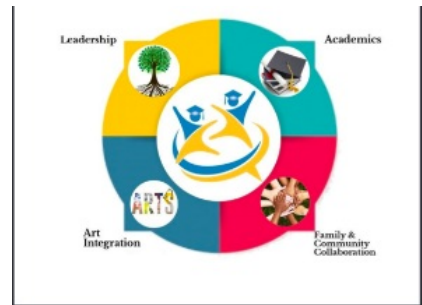 Leadership
Academics
ARTS
Art
Integration
Family &
Community
Collaboration